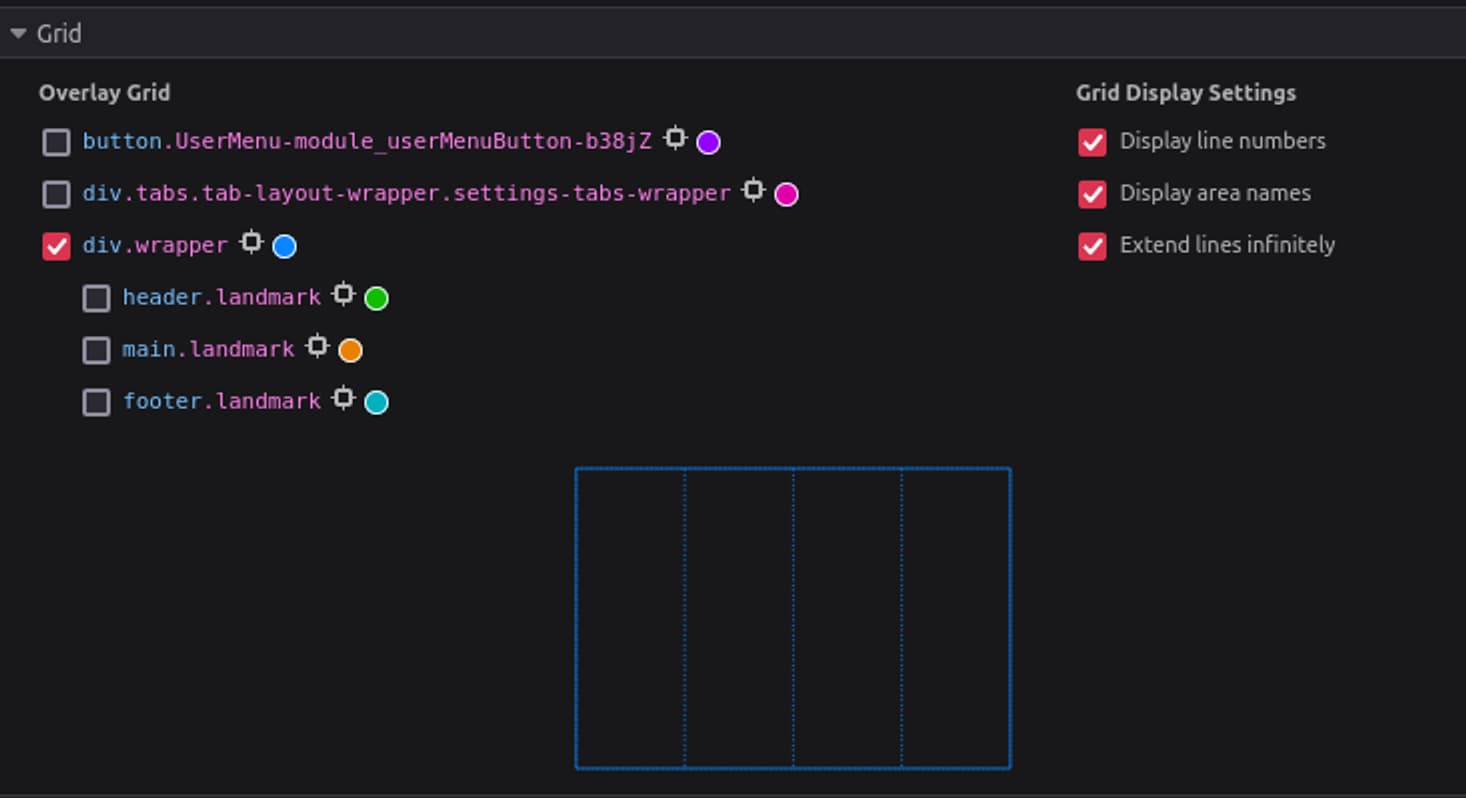 Grid
Overlay Grid
button.UserMenu-module_userMenuButton-b38jZ
div.tabs.tab-layout-wrapper.settings-tabs-wrapper
div.wrapper
header.landmark
main.landmark
footer.landmark
Grid Display Settings
Display line numbers
Display area names
Extend lines infinitely